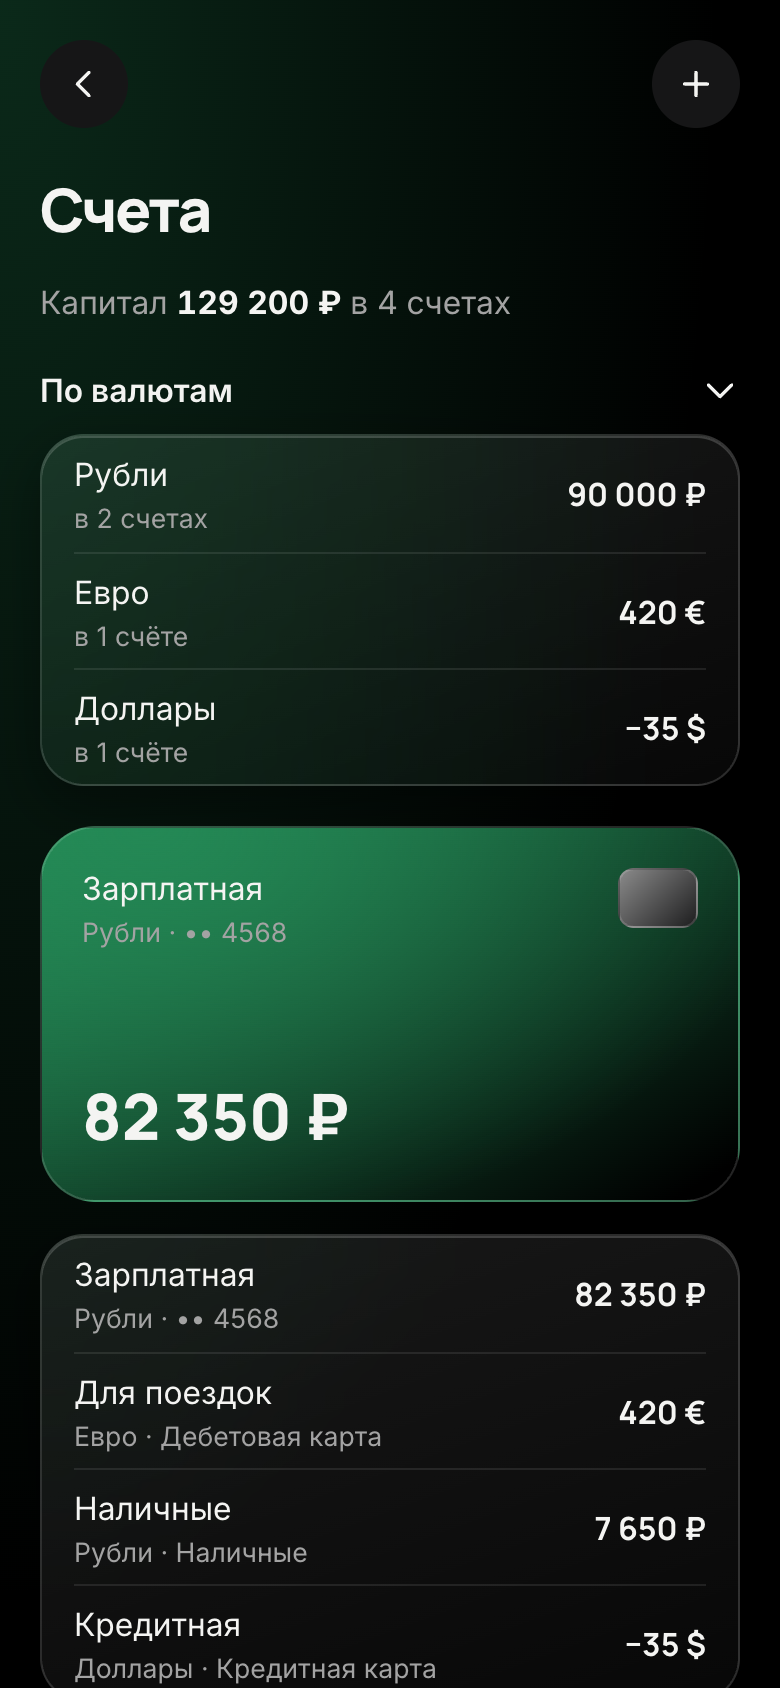 Счета
Капитал 129 200 ₽ в 4 счетах
По валютам
Рубли
90 000 ₽
в 2 счетах
Евро
420 €
в 1 счёте
Доллары
−35 $
в 1 счёте
Зарплатная
Рубли · •• 4568
82 350 ₽
Зарплатная
82 350 ₽
Рубли · •• 4568
Для поездок
420 €
Евро · Дебетовая карта
Наличные
7 650 ₽
Рубли · Наличные
Кредитная
−35 $
Доллары · Кредитная карта